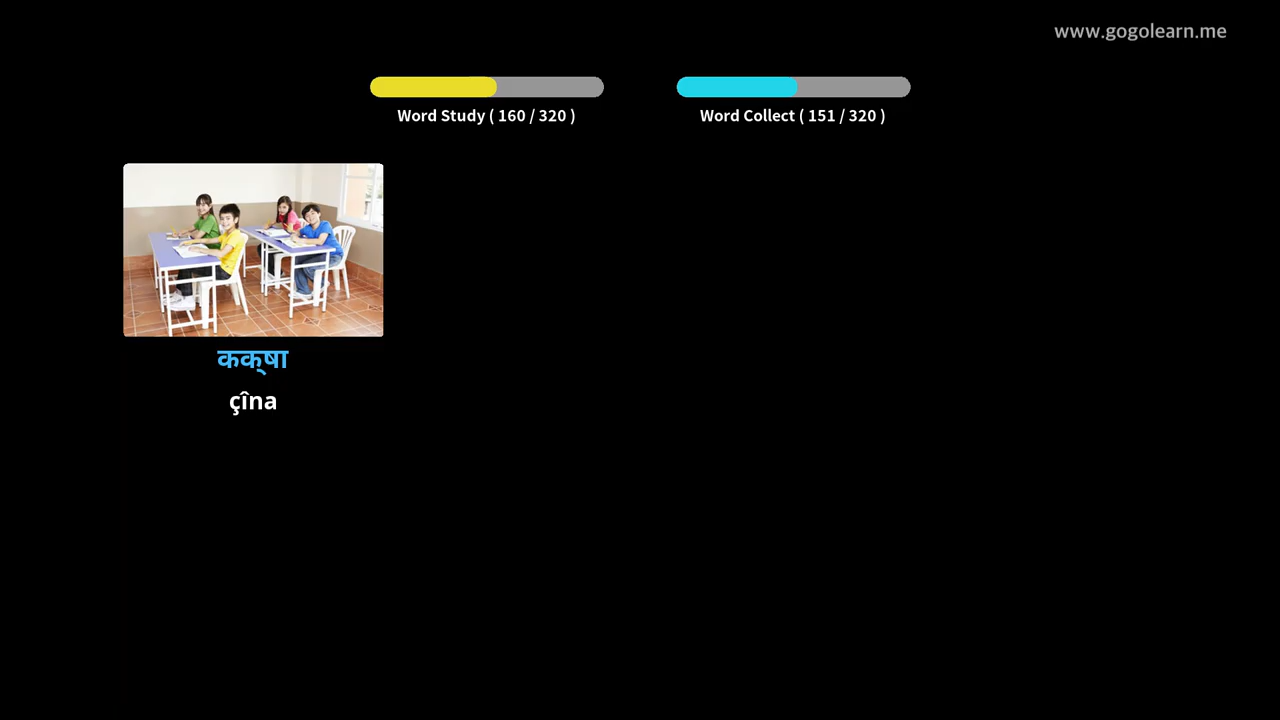 www.gogolearn.me
Word Study ( 160 / 320 )
Word Collect ( 151 / 320 )
कक्षा
çîna